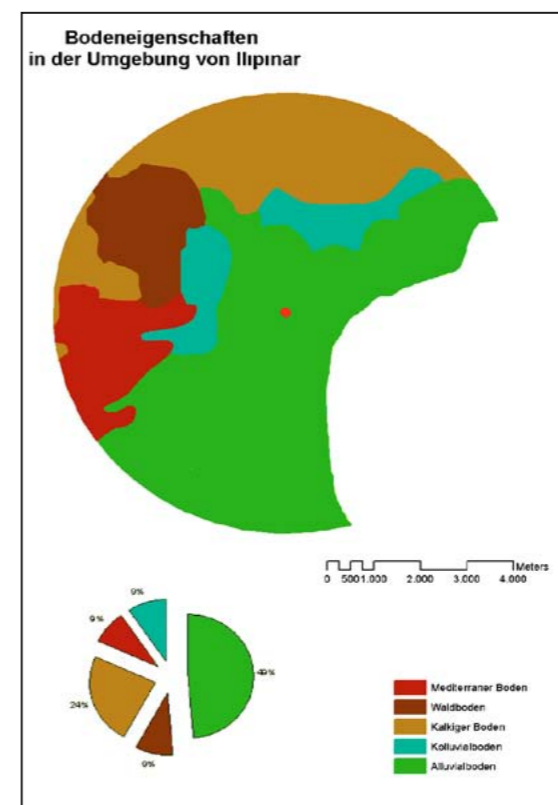 Bodeneigenschaften
in der Umgebung von Ilıpınar
Meters
0 500 1.000 2.000 3.000 4.000
9%
9%
49%
24%
9%
Mediterraner Boden
Waldboden
Kalkiger Boden
Kolluvialboden
Alluvialboden